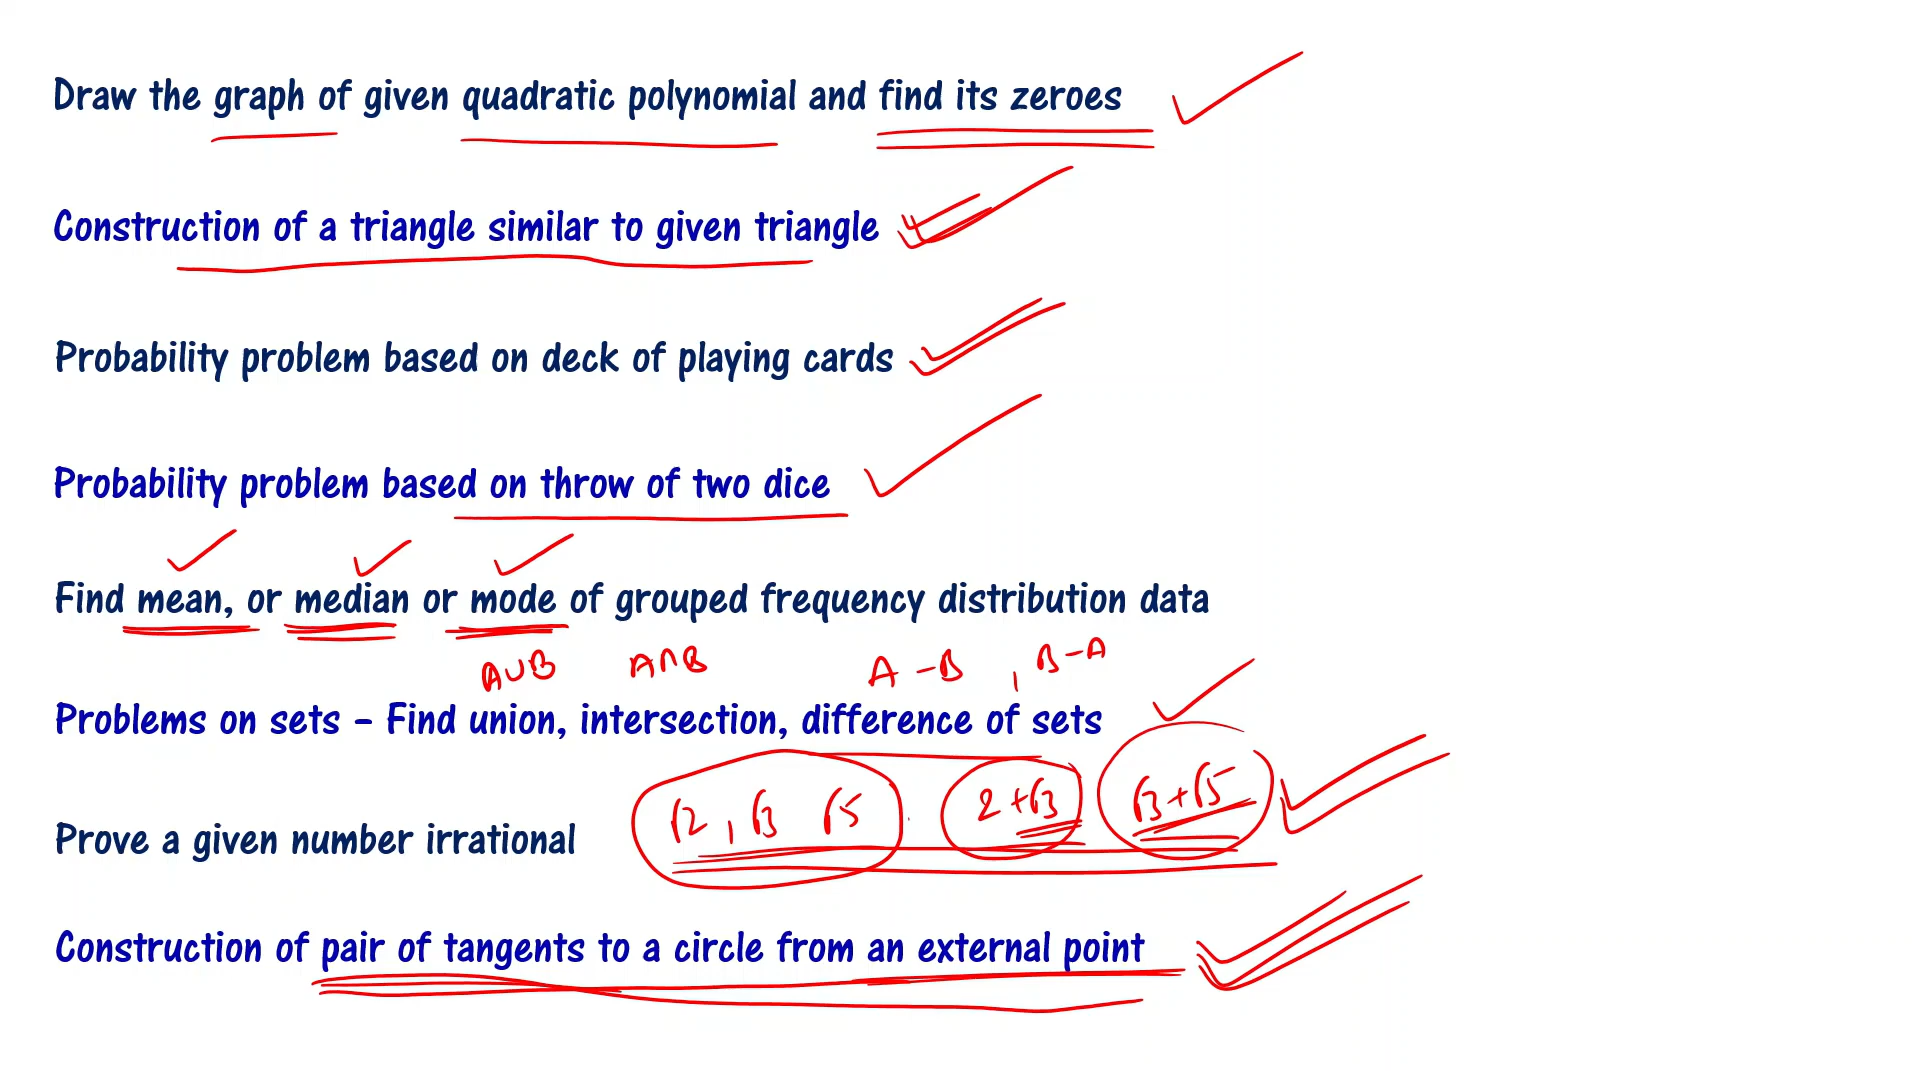 Draw the graph of given quadratic polynomial and find its zeroes
Construction of a triangle similar to given triangle
Probability problem based on deck of playing cards
Probability problem based on throw of two dice
Find mean, or median or mode of grouped frequency distribution data
A∪B A∩B A-B, B-A
Problems on sets – Find union, intersection, difference of sets
√2, √3 √5 2+√3 √3+√5
Prove a given number irrational
Construction of pair of tangents to a circle from an external point